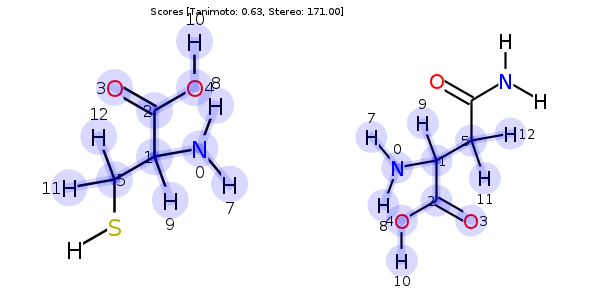 Scores [Tanimoto: 0.63, Stereo: 171.00]
10
H
3 O O 4 8
H
2
12
H
1 N
0
H
7
11 H 5 H
9
S
H
H
O N
H
9
7 H
H
H 12
5
0
N 1
H
11
H
8
2
4 O O 3
H
10